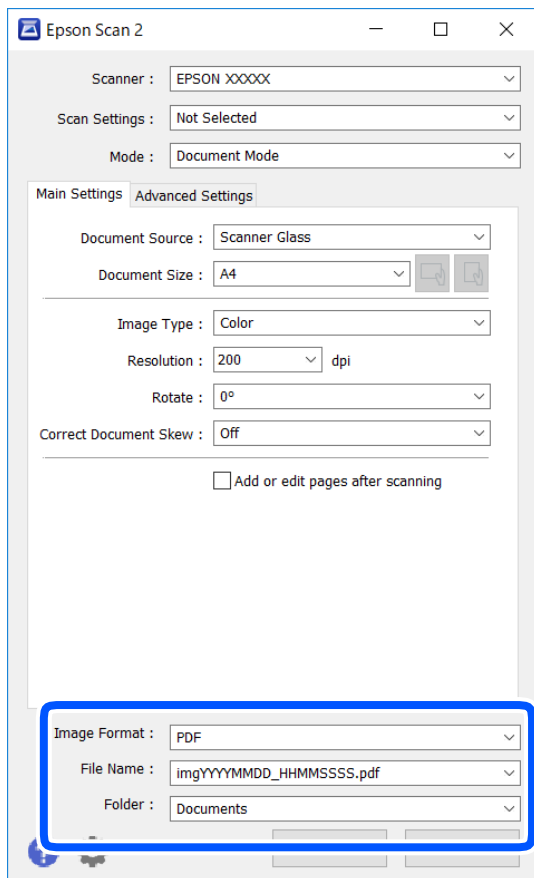 Epson Scan 2
Scanner : EPSON XXXXX
Scan Settings : Not Selected
Mode : Document Mode
Main Settings Advanced Settings
Document Source : Scanner Glass
Document Size : A4
Image Type : Color
Resolution : 200 dpi
Rotate : 0°
Correct Document Skew : Off
Add or edit pages after scanning
Image Format : PDF
File Name : imgYYYYMMDD_HHMMSSSS.pdf
Folder : Documents